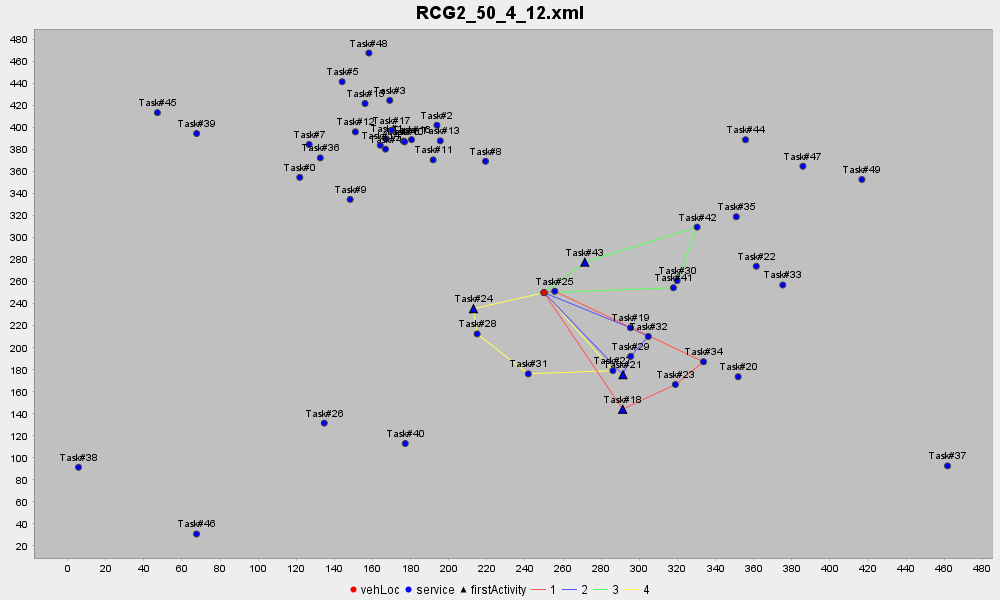 RCG2_50_4_12.xml
480
460
440
420
400
380
360
340
320
300
280
260
240
220
200
180
160
140
120
100
80
60
40
20
Task#48
Task#5
Task#3
Task#45
Task#39
Task#12
Task#17
Task#2
Task#13
Task#7
Task#36
Task#11
Task#8
Task#0
Task#9
Task#44
Task#47
Task#49
Task#35
Task#42
Task#43
Task#22
Task#30
Task#33
Task#41
Task#25
Task#24
Task#28
Task#19
Task#32
Task#29
Task#34
Task#31
Task#21
Task#20
Task#23
Task#18
Task#26
Task#40
Task#38
Task#37
Task#46
0 20 40 60 80 100 120 140 160 180 200 220 240 260 280 300 320 340 360 380 400 420 440 460 480
vehLoc service firstActivity 1 2 3 4